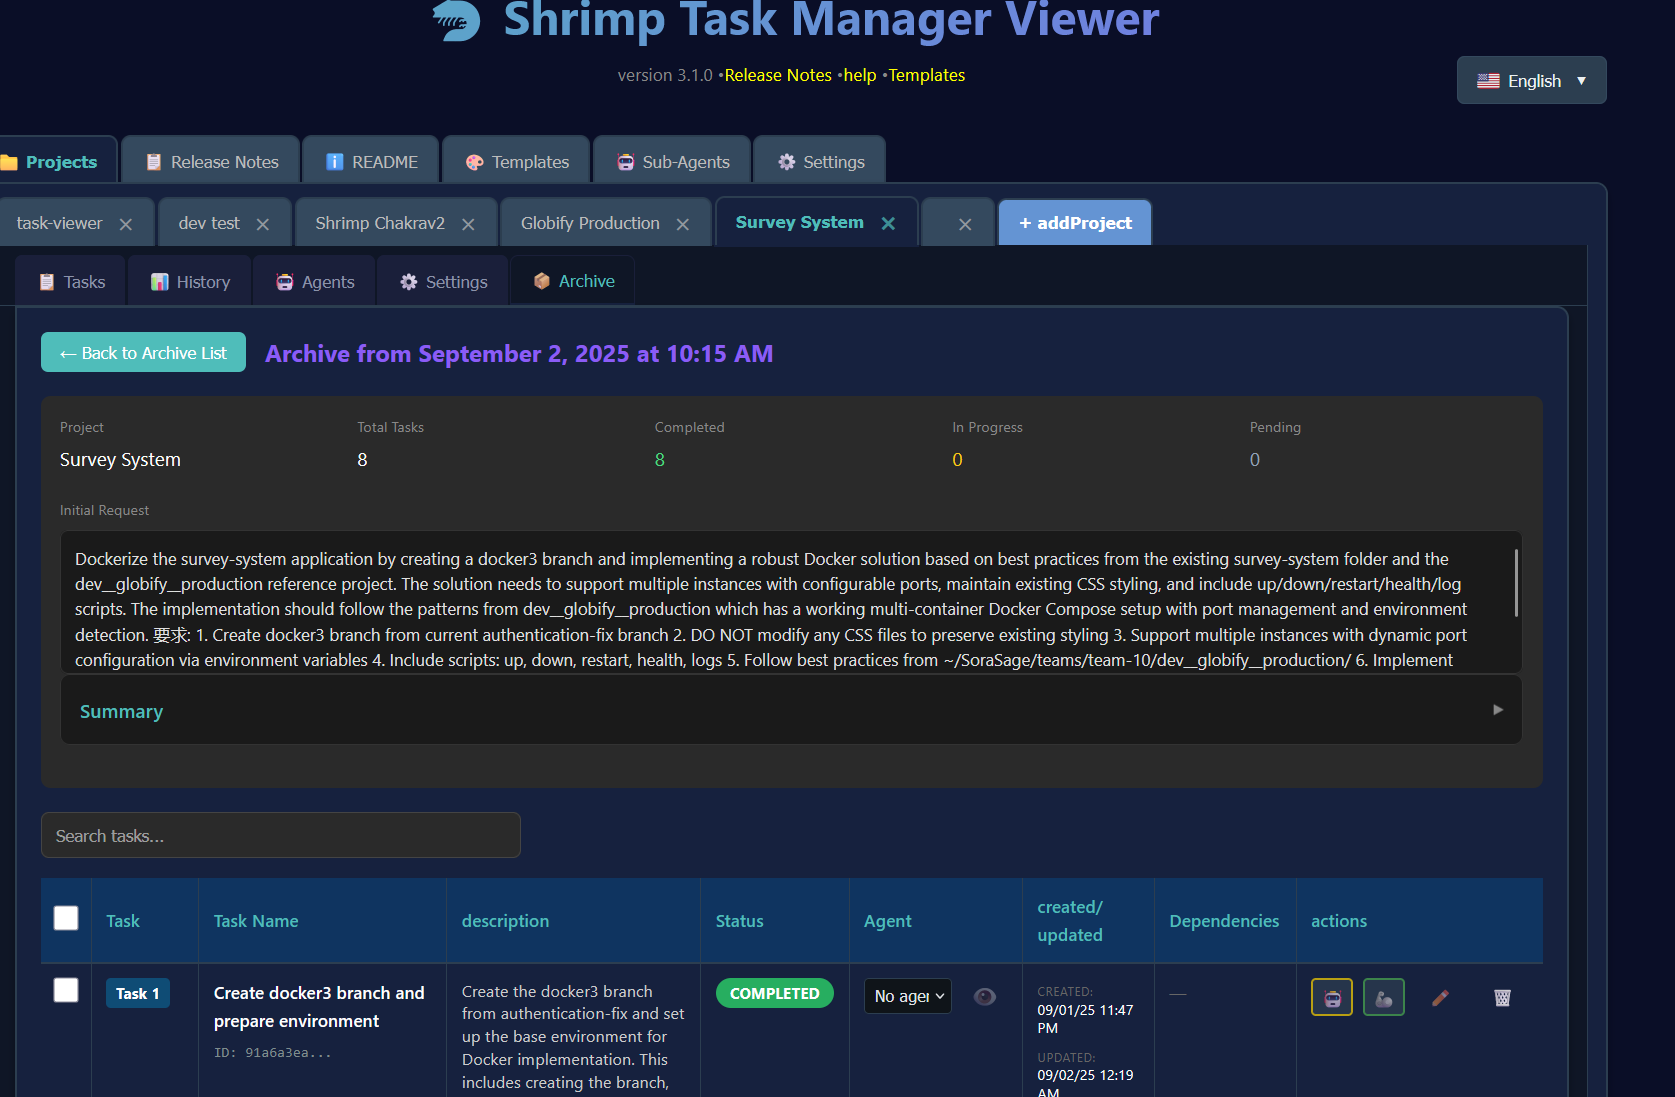 Shrimp Task Manager Viewer
version 3.1.0 •Release Notes •help •Templates
English ▼
Projects
Release Notes
README
Templates
Sub-Agents
Settings
task-viewer ×
dev test ×
Shrimp Chakrav2 ×
Globify Production ×
Survey System ×
×
+ addProject
Tasks
History
Agents
Settings
Archive
← Back to Archive List
Archive from September 2, 2025 at 10:15 AM
Project
Total Tasks
Completed
In Progress
Pending
Survey System
8
8
0
0
Initial Request
Dockerize the survey-system application by creating a docker3 branch and implementing a robust Docker solution based on best practices from the existing survey-system folder and the
dev__globify__production reference project. The solution needs to support multiple instances with configurable ports, maintain existing CSS styling, and include up/down/restart/health/log
scripts. The implementation should follow the patterns from dev__globify__production which has a working multi-container Docker Compose setup with port management and environment
detection. 要求: 1. Create docker3 branch from current authentication-fix branch 2. DO NOT modify any CSS files to preserve existing styling 3. Support multiple instances with dynamic port
configuration via environment variables 4. Include scripts: up, down, restart, health, logs 5. Follow best practices from ~/SoraSage/teams/team-10/dev__globify__production/ 6. Implement
Summary
Search tasks...
Task
Task Name
description
Status
Agent
created/
updated
Dependencies
actions
Task 1
Create docker3 branch and
prepare environment
ID: 91a6a3ea...
Create the docker3 branch
from authentication-fix and set
up the base environment for
Docker implementation. This
includes creating the branch,
COMPLETED
No ager
CREATED:
09/01/25 11:47
PM
UPDATED:
09/02/25 12:19
AM
—